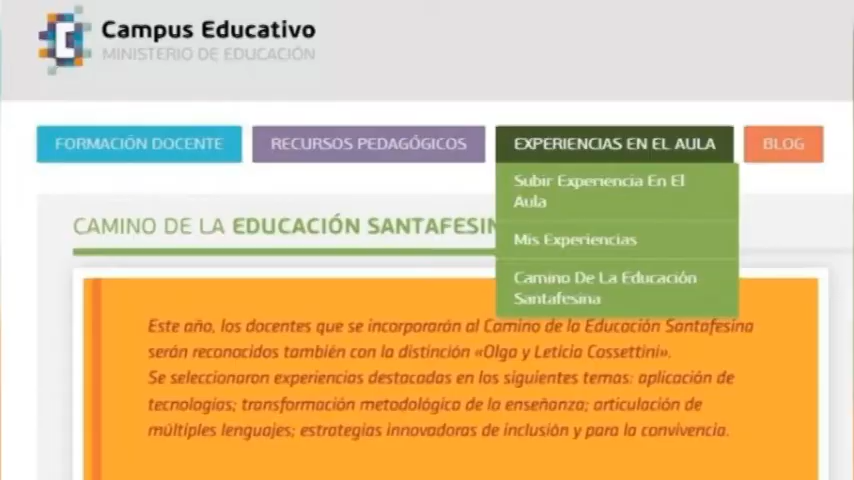 Campus Educativo
MINISTERIO DE EDUCACIÓN
FORMACIÓN DOCENTE
RECURSOS PEDAGÓGICOS
EXPERIENCIAS EN EL AULA
BLOG
Subir Experiencia En El
Aula
Mis Experiencias
Camino De La Educación
Santafesina
CAMINO DE LA EDUCACIÓN SANTAFESIN
Este año, los docentes que se incorporarán al Camino de la Educación Santafesina
serán reconocidos también con la distinción «Olga y Leticia Cossettini».
Se seleccionaron experiencias destacadas en los siguientes temas: aplicación de
tecnologías; transformación metodológica de la enseñanza; articulación de
múltiples lenguajes; estrategias innovadoras de inclusión y para la convivencia.